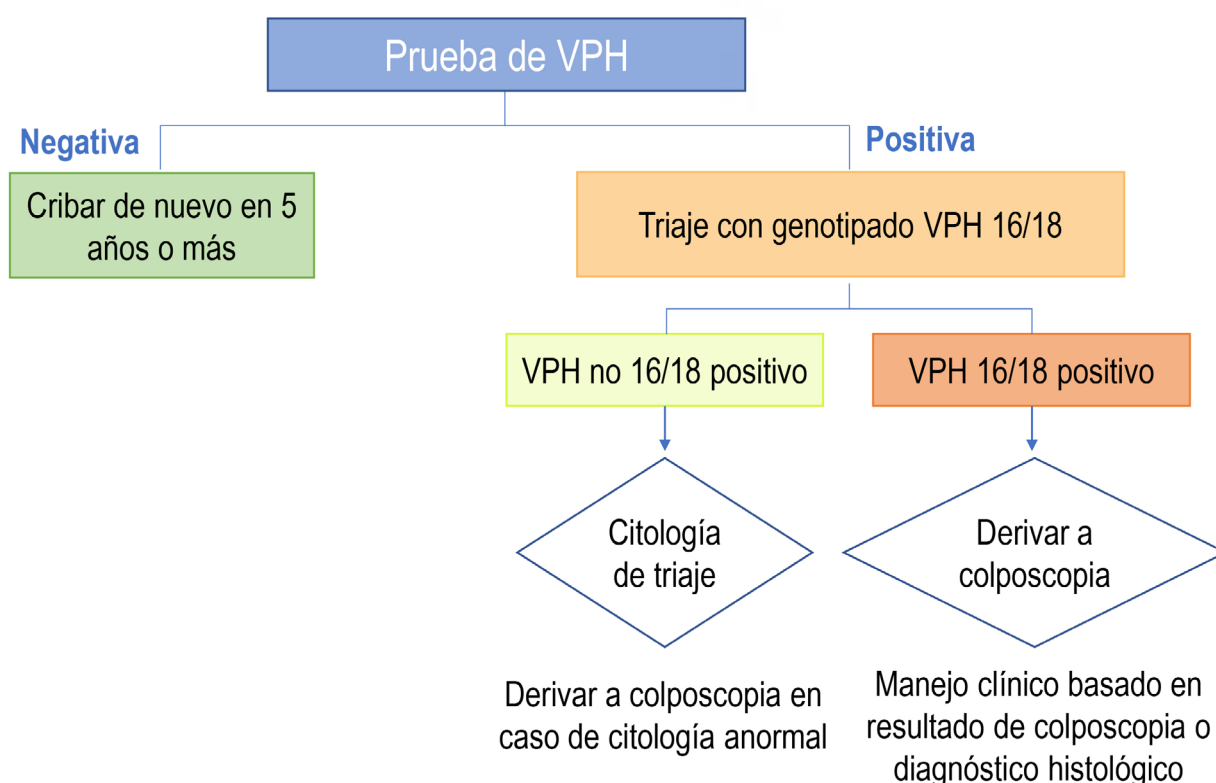 Prueba de VPH
Negativa
Positiva
Cribar de nuevo en 5
años o más
Triaje con genotipado VPH 16/18
VPH no 16/18 positivo
VPH 16/18 positivo
Citología
de triaje
Derivar a
colposcopia
Derivar a colposcopia en
caso de citología anormal
Manejo clínico basado en
resultado de colposcopia o
diagnóstico histológico